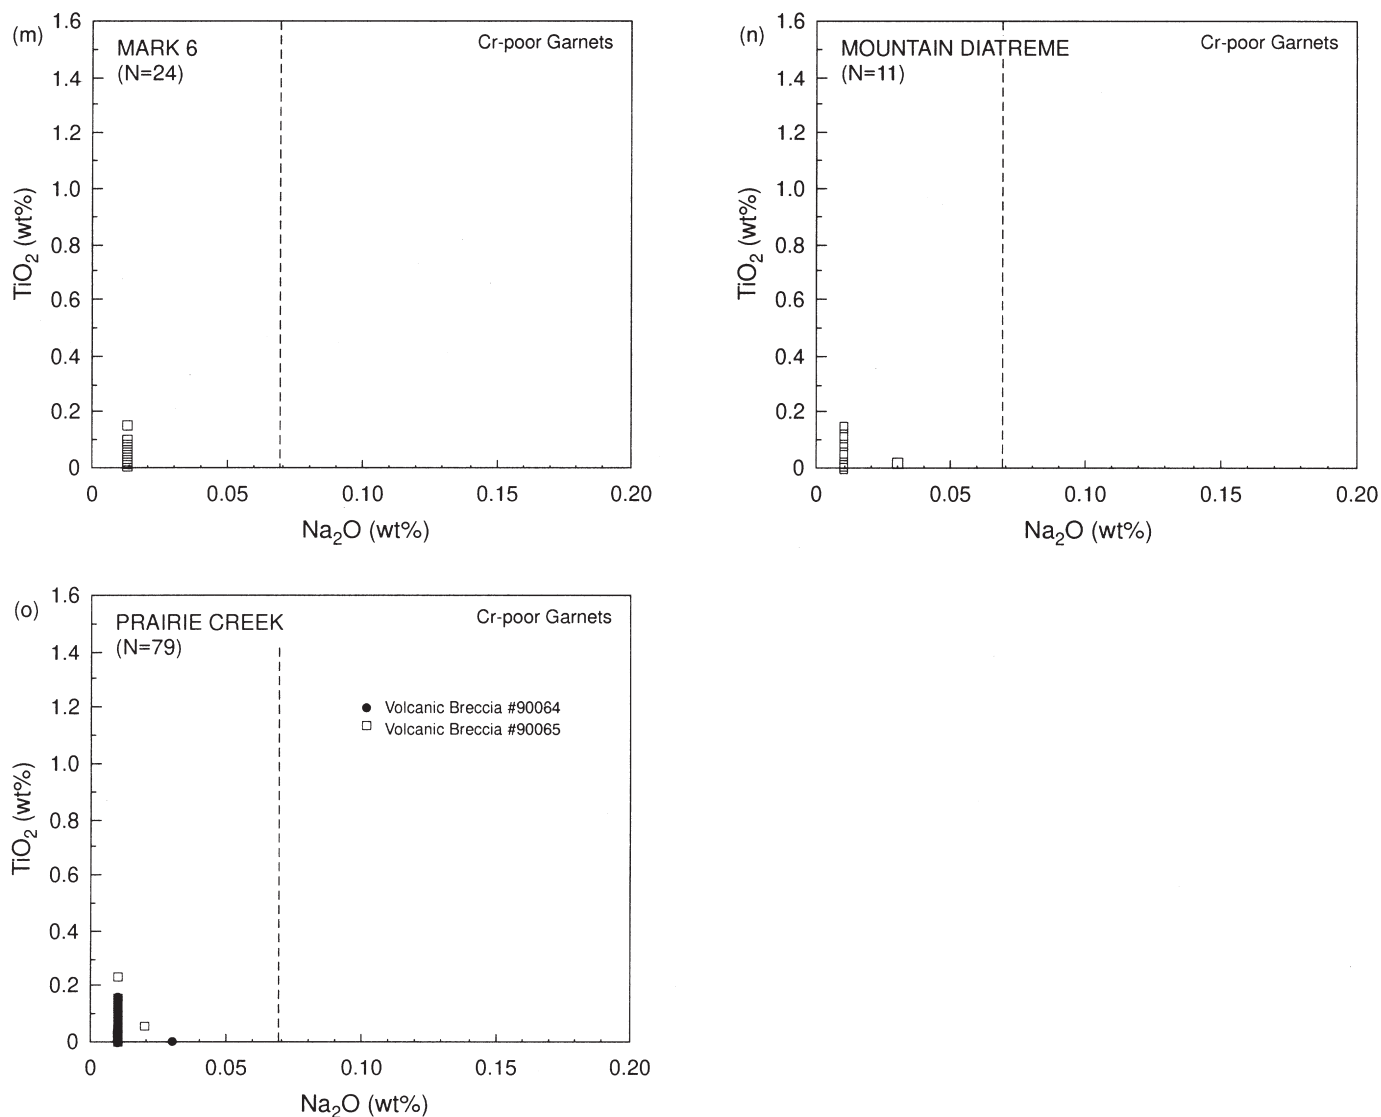 (m)
MARK 6
(N=24)
Cr-poor Garnets
1.6
1.4
1.2
1.0
0.8
0.6
0.4
0.2
0
TiO2 (wt%)
0 0.05 0.10 0.15 0.20
Na2O (wt%)
(n)
MOUNTAIN DIATREME
(N=11)
Cr-poor Garnets
1.6
1.4
1.2
1.0
0.8
0.6
0.4
0.2
0
TiO2 (wt%)
0 0.05 0.10 0.15 0.20
Na2O (wt%)
(o)
PRAIRIE CREEK
(N=79)
Cr-poor Garnets
Volcanic Breccia #90064
Volcanic Breccia #90065
1.6
1.4
1.2
1.0
0.8
0.6
0.4
0.2
0
TiO2 (wt%)
0 0.05 0.10 0.15 0.20
Na2O (wt%)